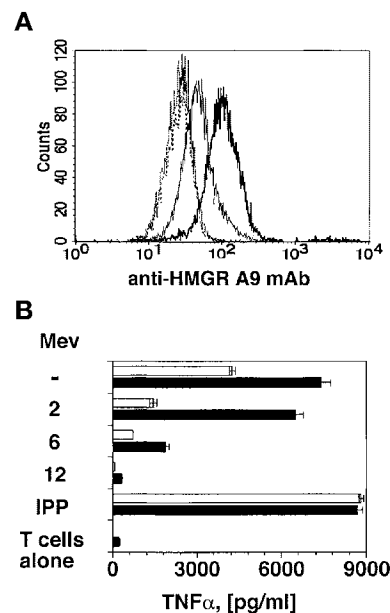 A
120
100
80
60
40
20
0
Counts
10⁰ 10¹ 10² 10³ 10⁴
anti-HMGR A9 mAb
B
Mev
-
2
6
12
IPP
T cells
alone
0 3000 6000 9000
TNFα, [pg/ml]